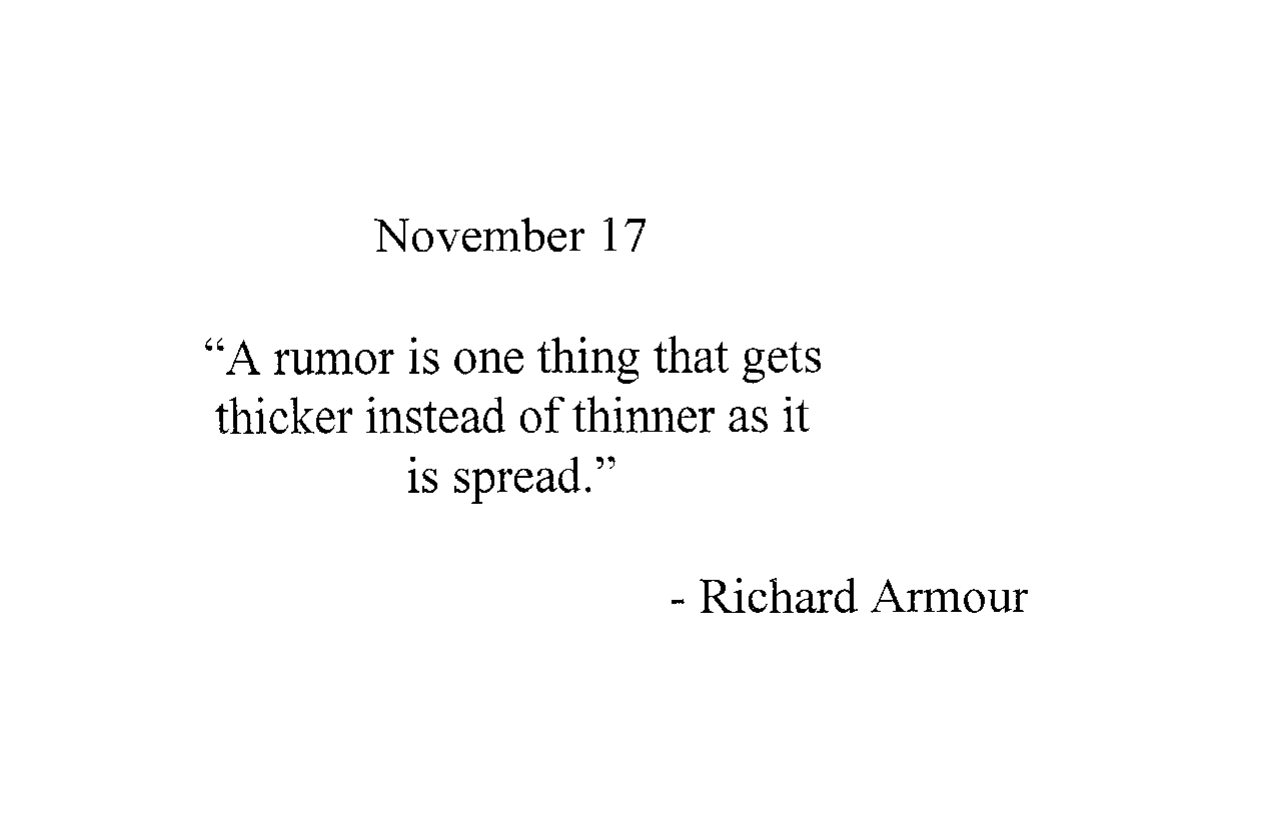 November 17
“A rumor is one thing that gets
thicker instead of thinner as it
is spread.”
- Richard Armour